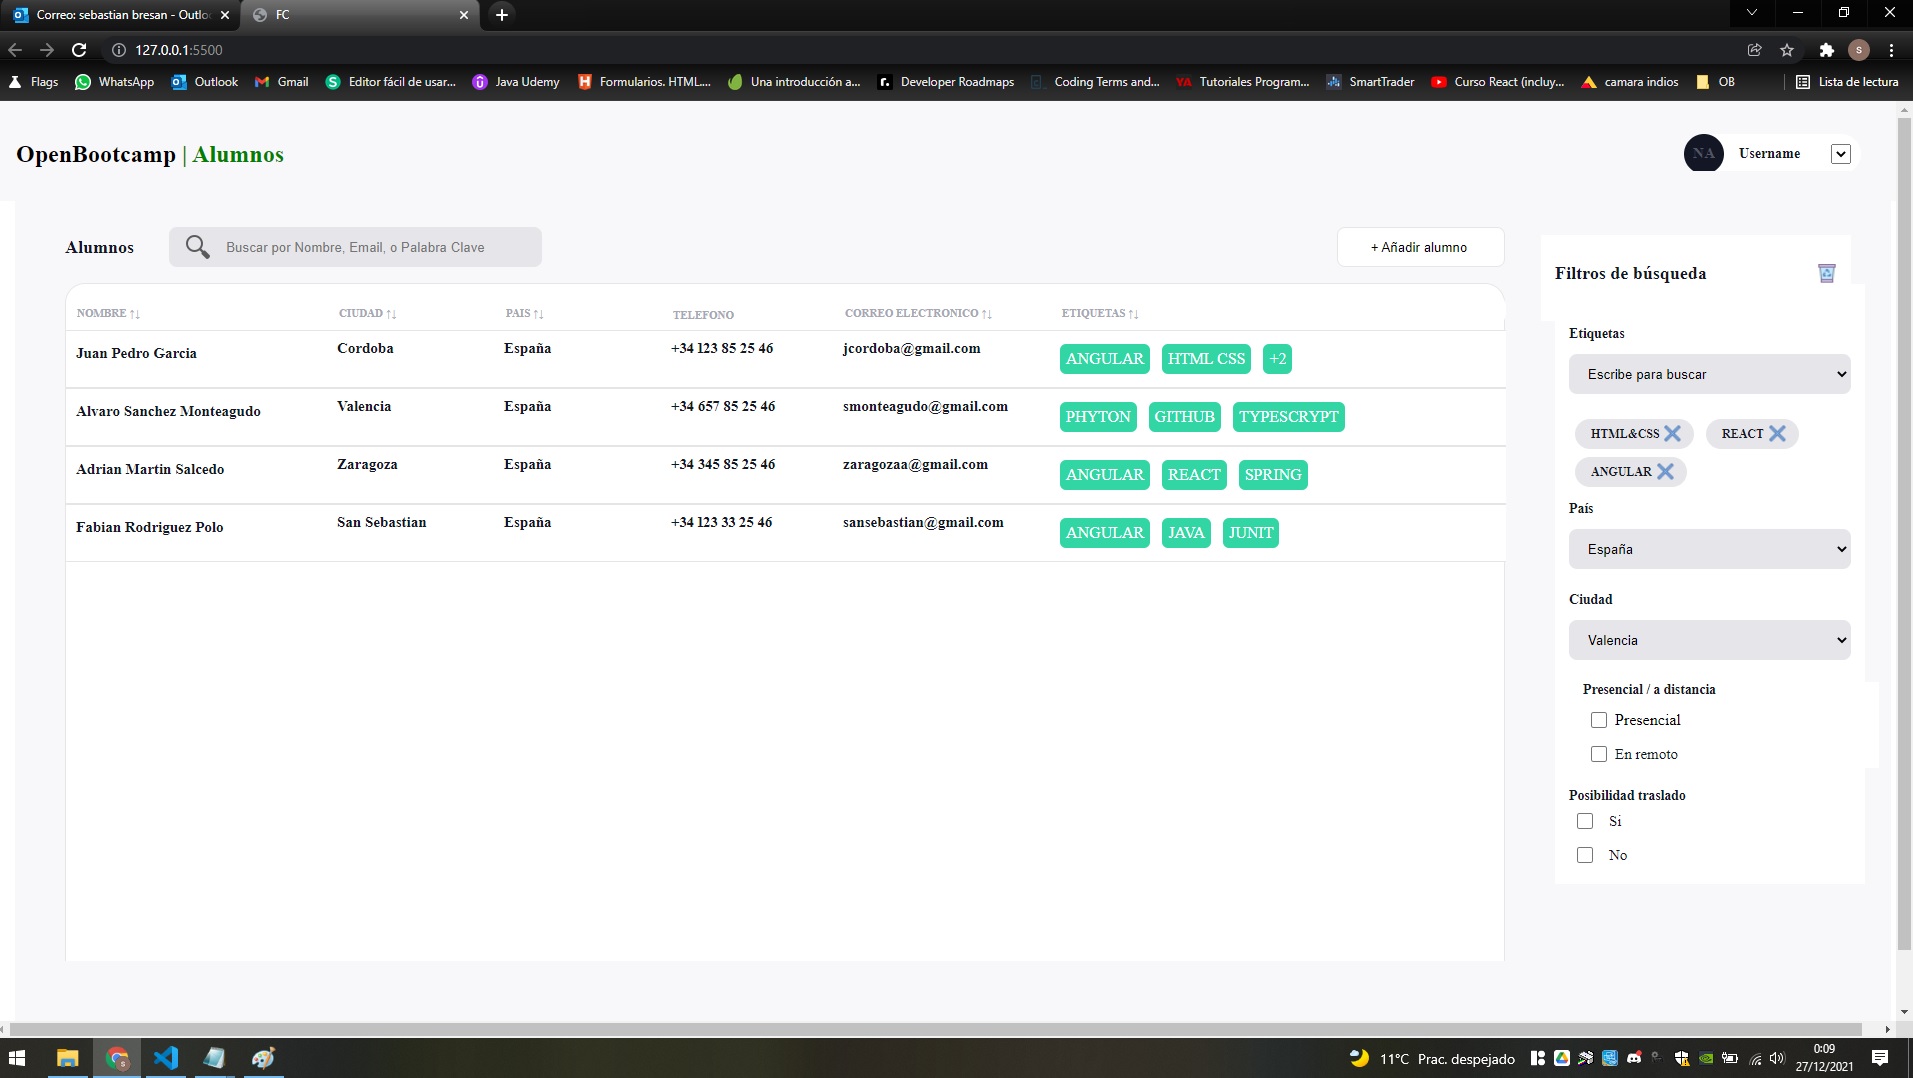 Correo: sebastian bresan - Outlo
FC
127.0.0.1:5500
S
Flags
WhatsApp
Outlook
Gmail
Editor fácil de usar...
Java Udemy
Formularios. HTML....
Una introducción a...
Developer Roadmaps
Coding Terms and...
YA Tutoriales Program...
SmartTrader
Curso React (incluy...
camara indios
OB
Lista de lectura
OpenBootcamp | Alumnos
NA Username
Alumnos
Buscar por Nombre, Email, o Palabra Clave
+ Añadir alumno
NOMBRE ↑↓ CIUDAD ↑↓ PAIS ↑↓ TELEFONO CORREO ELECTRONICO ↑↓ ETIQUETAS ↑↓
Juan Pedro Garcia Cordoba España +34 123 85 25 46 jcordoba@gmail.com ANGULAR HTML CSS +2
Alvaro Sanchez Monteagudo Valencia España +34 657 85 25 46 smonteagudo@gmail.com PHYTON GITHUB TYPESCRYPT
Adrian Martin Salcedo Zaragoza España +34 345 85 25 46 zaragozaa@gmail.com ANGULAR REACT SPRING
Fabian Rodriguez Polo San Sebastian España +34 123 33 25 46 sansebastian@gmail.com ANGULAR JAVA JUNIT
Filtros de búsqueda
Etiquetas
Escribe para buscar
HTML&CSS REACT
ANGULAR
País
España
Ciudad
Valencia
Presencial / a distancia
Presencial
En remoto
Posibilidad traslado
Si
No
11°C Prac. despejado
0:09
27/12/2021